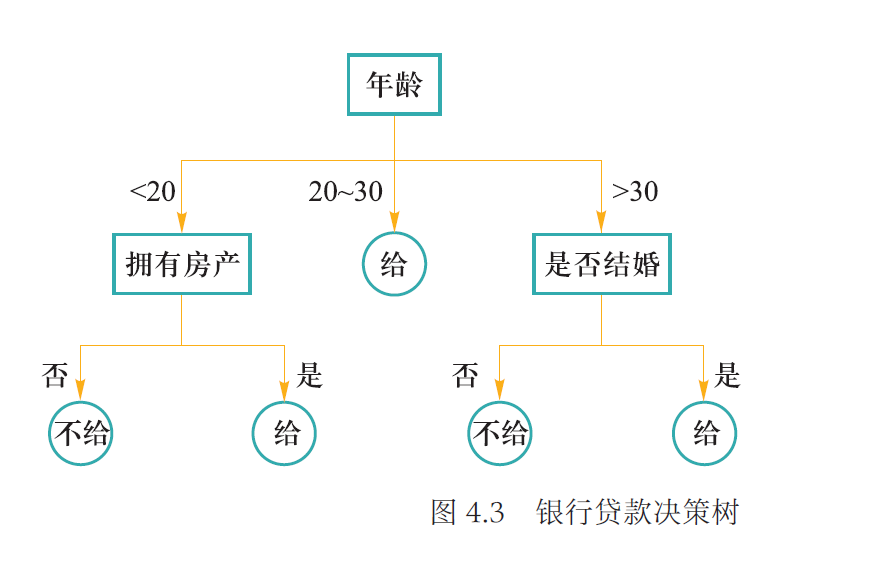 年龄
<20
20~30
>30
拥有房产
给
是否结婚
否
是
否
是
不给
给
不给
给
图 4.3 银行贷款决策树